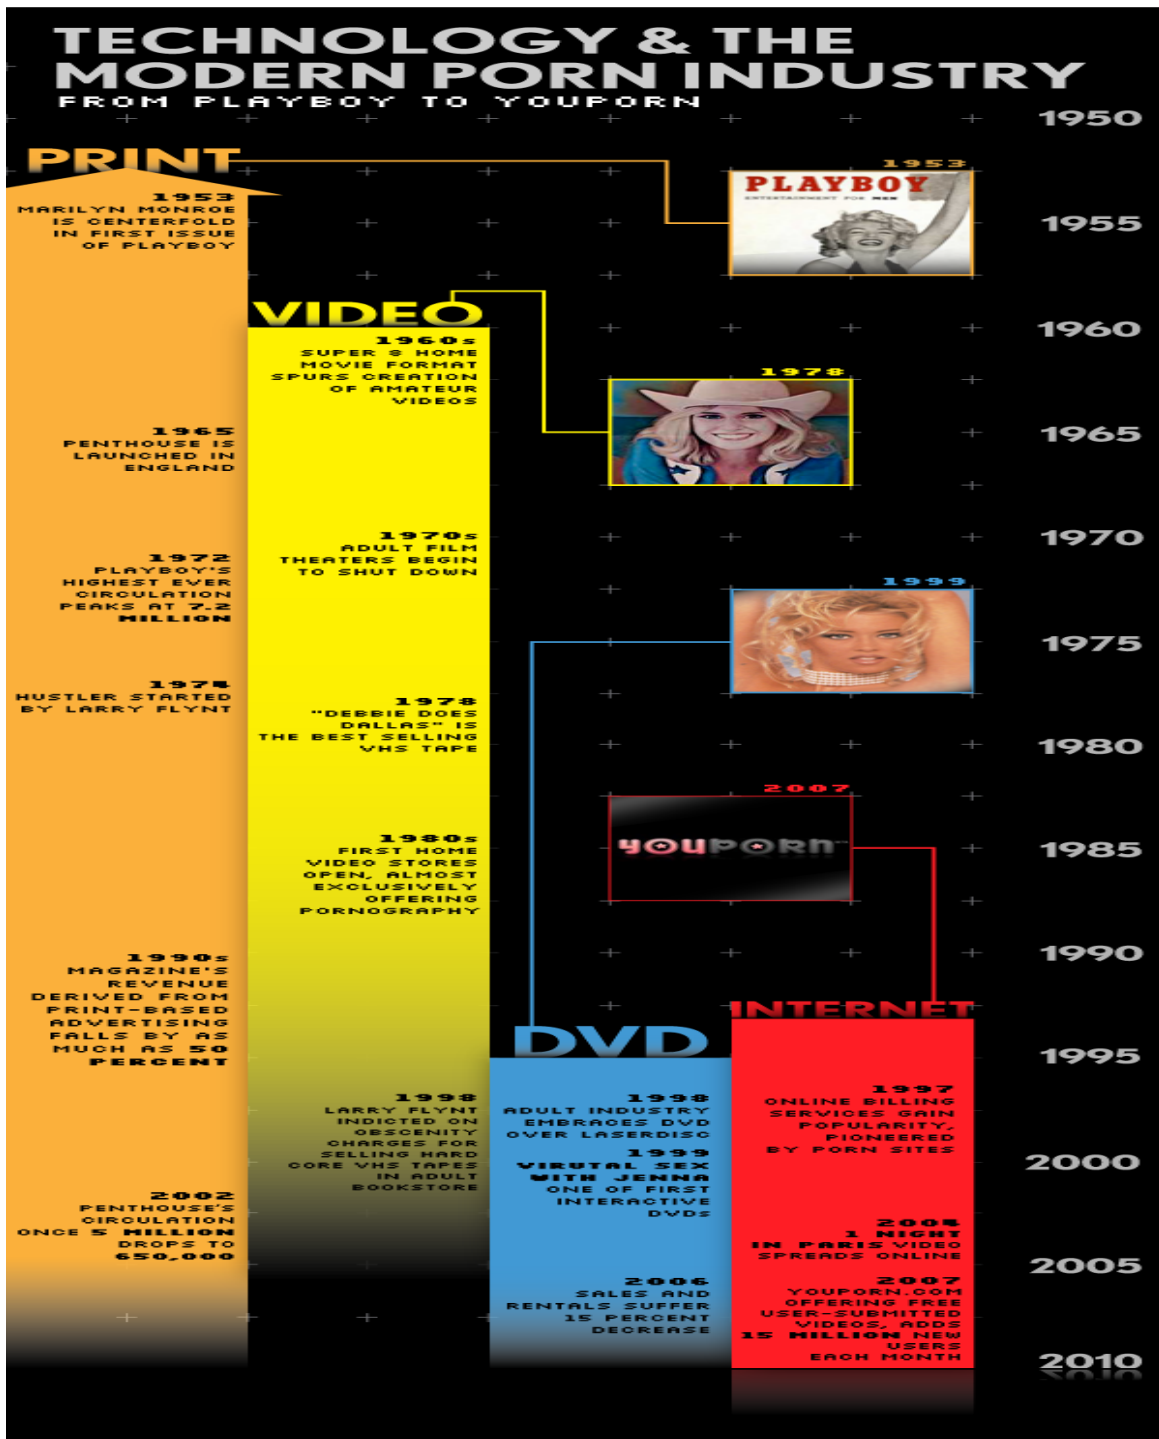 TECHNOLOGY & THE
MODERN PORN INDUSTRY
FROM PLAYBOY TO YOUPORN
PRINT
1953
MARILYN MONROE
IS CENTERFOLD
IN FIRST ISSUE
OF PLAYBOY
1965
PENTHOUSE IS
LAUNCHED IN
ENGLAND
1972
PLAYBOY'S
HIGHEST EVER
CIRCULATION
PEAKS AT 7.2
MILLION
1974
HUSTLER STARTED
BY LARRY FLYNT
1990s
MAGAZINE'S
REVENUE
DERIVED FROM
PRINT-BASED
ADVERTISING
FALLS BY AS
MUCH AS 50
PERCENT
2002
PENTHOUSE'S
CIRCULATION
ONCE 5 MILLION
DROPS TO
650,000
VIDEO
1960s
SUPER 8 HOME
MOVIE FORMAT
SPURS CREATION
OF AMATEUR
VIDEOS
1970s
ADULT FILM
THEATERS BEGIN
TO SHUT DOWN
1978
"DEBBIE DOES
DALLAS" IS
THE BEST SELLING
VHS TAPE
1980s
FIRST HOME
VIDEO STORES
OPEN, ALMOST
EXCLUSIVELY
OFFERING
PORNOGRAPHY
1998
LARRY FLYNT
INDICTED ON
OBSCENITY
CHARGES FOR
SELLING HARD
CORE VHS TAPES
IN ADULT
BOOKSTORE
DVD
1998
ADULT INDUSTRY
EMBRACES DVD
OVER LASERDISC
1999
VIRUTAL SEX
WITH JENNA
ONE OF FIRST
INTERACTIVE
DVDs
2006
SALES AND
RENTALS SUFFER
15 PERCENT
DECREASE
INTERNET
1997
ONLINE BILLING
SERVICES GAIN
POPULARITY,
PIONEERED
BY PORN SITES
2004
1 NIGHT
IN PARIS VIDEO
SPREADS ONLINE
2007
YOUPORN.COM
OFFERING FREE
USER-SUBMITTED
VIDEOS, ADDS
15 MILLION NEW
USERS
EACH MONTH
1953
PLAYBOY
ENTERTAINMENT FOR MEN
1978
1999
2007
YOUPORN
1950
1955
1960
1965
1970
1975
1980
1985
1990
1995
2000
2005
2010